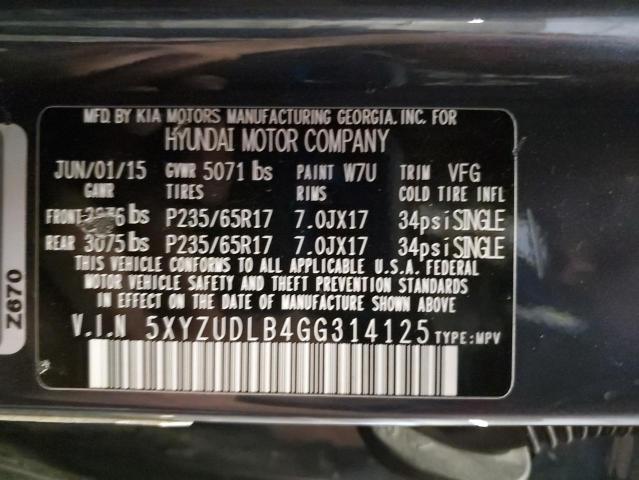 MFD. BY KIA MOTORS MANUFACTURING GEORGIA. INC. FOR
HYUNDAI MOTOR COMPANY
JUN/01/15 GVWR 5071 lbs PAINT W7U TRIM VFG
GAWR TIRES RIMS COLD TIRE INFL
FRONT lbs P235/65R17 7.0JX17 34psi SINGLE
REAR 3075 lbs P235/65R17 7.0JX17 34psi SINGLE
THIS VEHICLE CONFORMS TO ALL APPLICABLE U.S.A. FEDERAL
MOTOR VEHICLE SAFETY AND THEFT PREVENTION STANDARDS
IN EFFECT ON THE DATE OF MANUFACTURE SHOWN ABOVE
V.I.N 5XYZUDLB4GG314125 TYPE:MPV
Z670